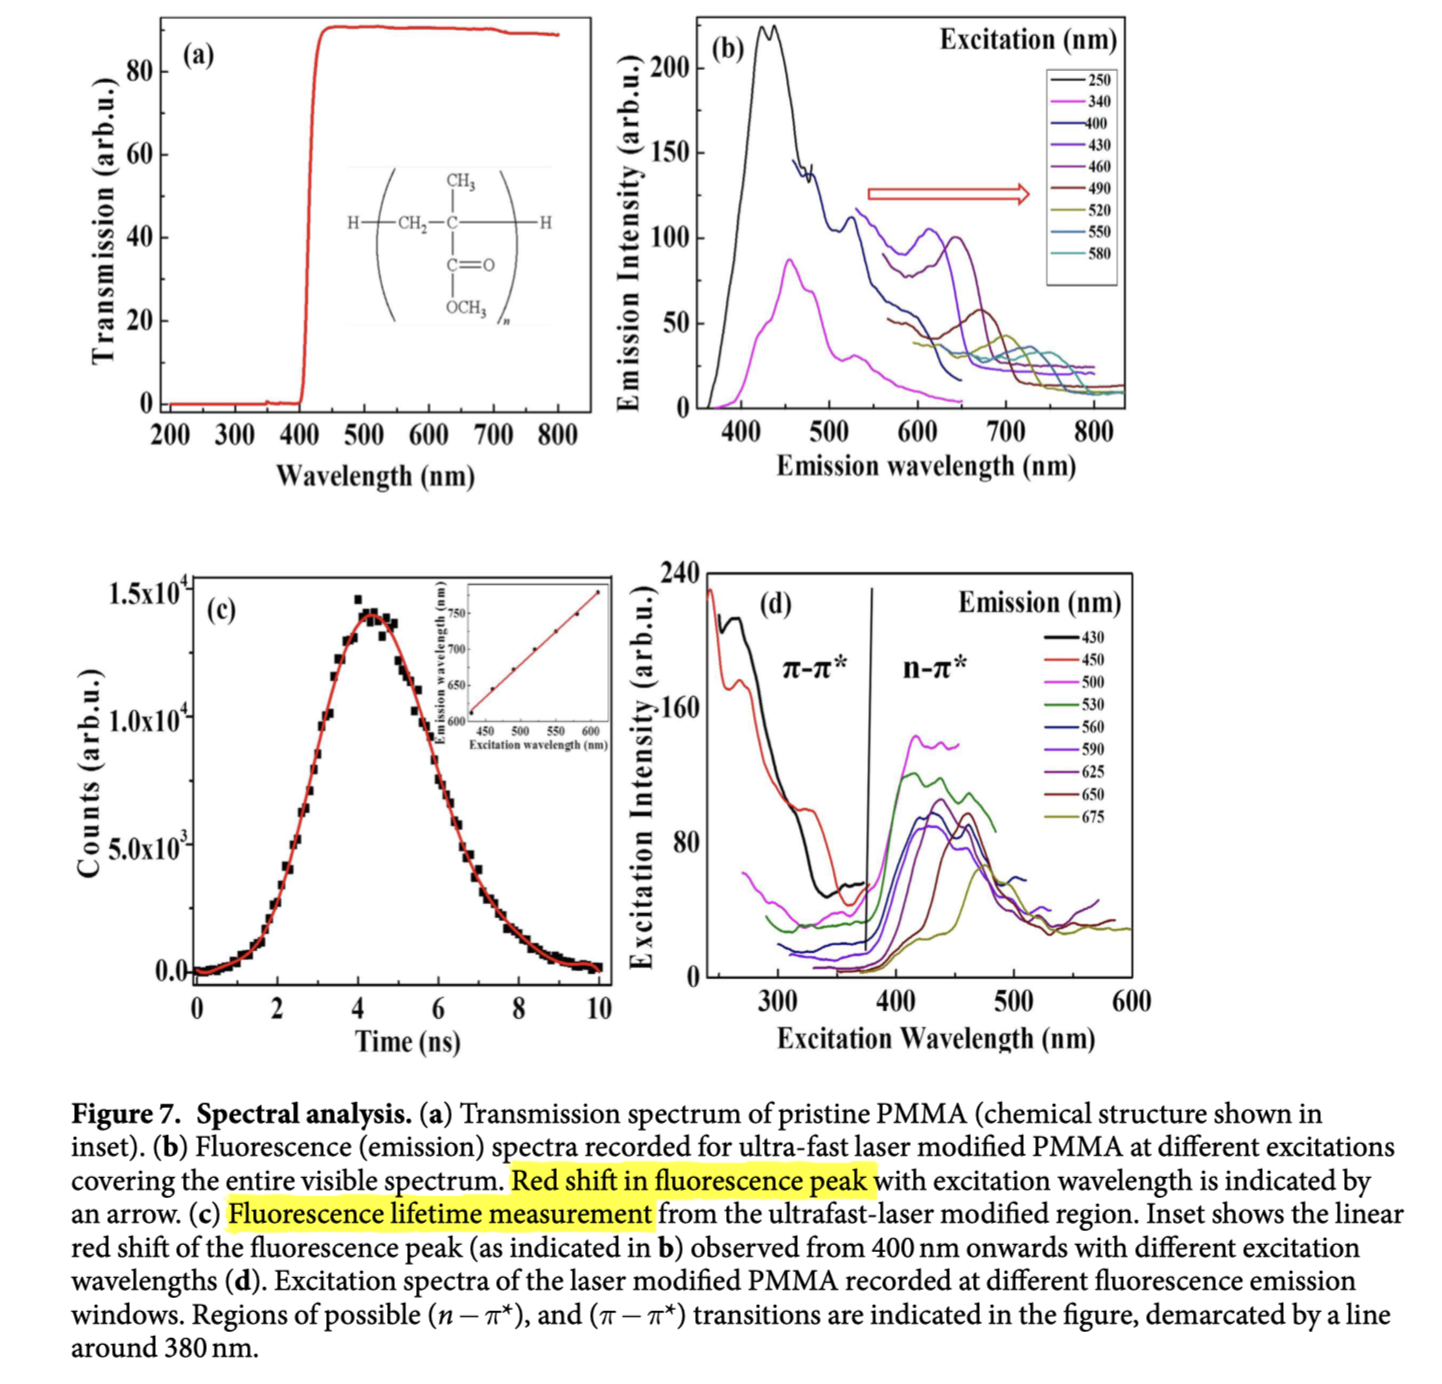 (a)
Transmission (arb.u.)
80
60
40
20
0
200 300 400 500 600 700 800
Wavelength (nm)
CH3
H
CH2
C
H
C
O
OCH3
n
(b)
Excitation (nm)
Emission Intensity (arb.u.)
200
150
100
50
0
400 500 600 700 800
Emission wavelength (nm)
250
340
400
430
460
490
520
550
580
(c)
Counts (arb.u.)
1.5x10^4
1.0x10^4
5.0x10^3
0.0
0 2 4 6 8 10
Time (ns)
Emission wavelength (nm)
750
700
650
600
450 500 550 600
Excitation wavelength (nm)
(d)
Emission (nm)
Excitation Intensity (arb.u.)
240
160
80
0
300 400 500 600
Excitation Wavelength (nm)
π-π*
n-π*
430
450
500
530
560
590
625
650
675
Figure 7. Spectral analysis. (a) Transmission spectrum of pristine PMMA (chemical structure shown in
inset). (b) Fluorescence (emission) spectra recorded for ultra-fast laser modified PMMA at different excitations
covering the entire visible spectrum. Red shift in fluorescence peak with excitation wavelength is indicated by
an arrow. (c) Fluorescence lifetime measurement from the ultrafast-laser modified region. Inset shows the linear
red shift of the fluorescence peak (as indicated in b) observed from 400 nm onwards with different excitation
wavelengths (d). Excitation spectra of the laser modified PMMA recorded at different fluorescence emission
windows. Regions of possible (n − π*), and (π − π*) transitions are indicated in the figure, demarcated by a line
around 380 nm.